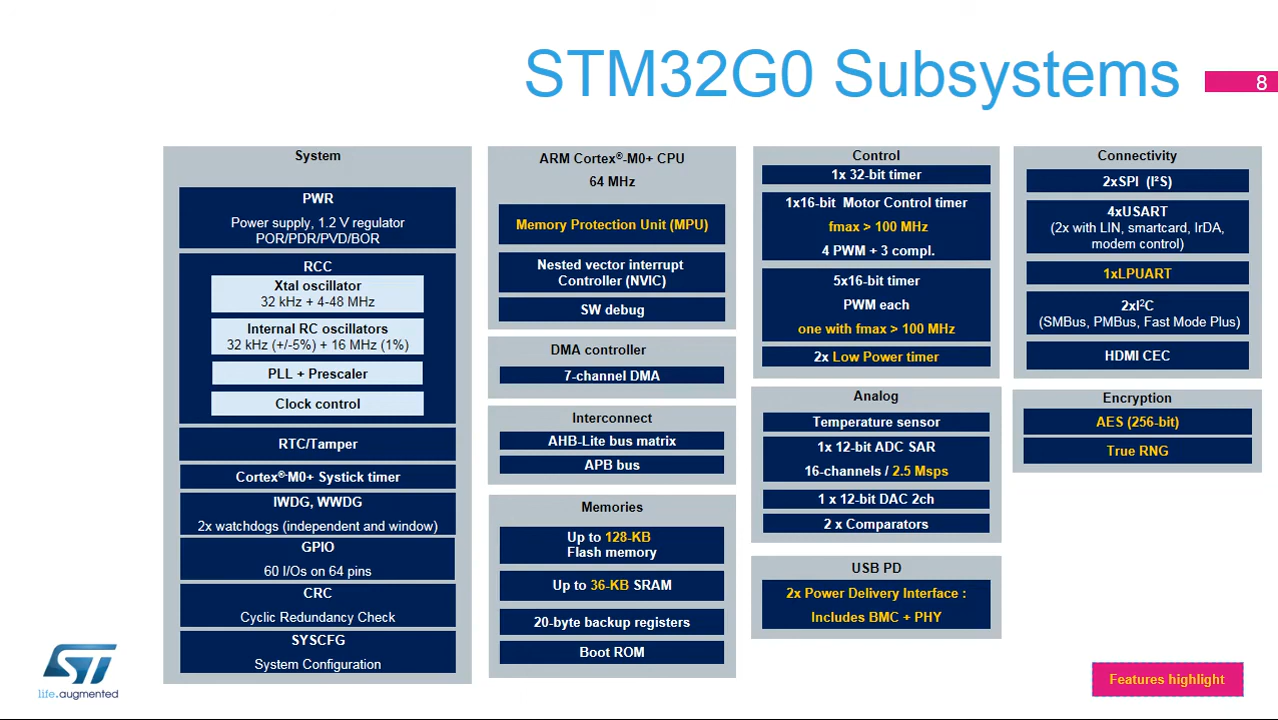 STM32G0 Subsystems
8
System
PWR
Power supply, 1.2 V regulator
POR/PDR/PVD/BOR
RCC
Xtal oscillator
32 kHz + 4-48 MHz
Internal RC oscillators
32 kHz (+/-5%) + 16 MHz (1%)
PLL + Prescaler
Clock control
RTC/Tamper
Cortex®-M0+ Systick timer
IWDG, WWDG
2x watchdogs (independent and window)
GPIO
60 I/Os on 64 pins
CRC
Cyclic Redundancy Check
SYSCFG
System Configuration
ARM Cortex®-M0+ CPU
64 MHz
Memory Protection Unit (MPU)
Nested vector interrupt
Controller (NVIC)
SW debug
DMA controller
7-channel DMA
Interconnect
AHB-Lite bus matrix
APB bus
Memories
Up to 128-KB
Flash memory
Up to 36-KB SRAM
20-byte backup registers
Boot ROM
Control
1x 32-bit timer
1x16-bit Motor Control timer
fmax > 100 MHz
4 PWM + 3 compl.
5x16-bit timer
PWM each
one with fmax > 100 MHz
2x Low Power timer
Analog
Temperature sensor
1x 12-bit ADC SAR
16-channels / 2.5 Msps
1 x 12-bit DAC 2ch
2 x Comparators
USB PD
2x Power Delivery Interface :
Includes BMC + PHY
Connectivity
2xSPI (I²S)
4xUSART
(2x with LIN, smartcard, IrDA,
modem control)
1xLPUART
2xI²C
(SMBus, PMBus, Fast Mode Plus)
HDMI CEC
Encryption
AES (256-bit)
True RNG
ST
life.augmented
Features highlight